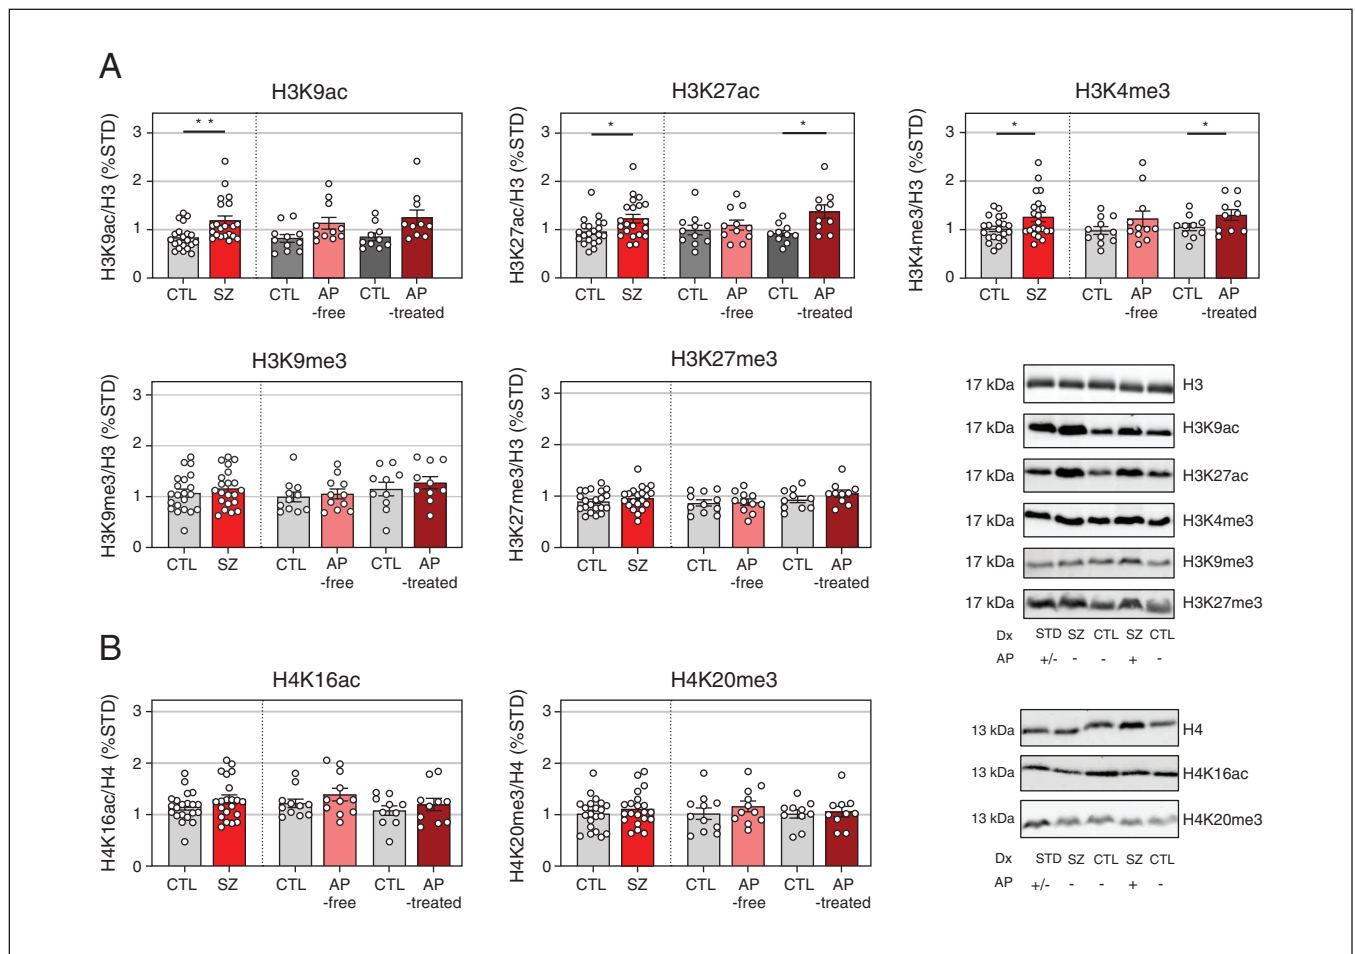 A
H3K9ac
H3K9ac/H3 (%STD)
3
2
1
0
* *
CTL SZ CTL AP CTL AP
-free -treated
H3K27ac
H3K27ac/H3 (%STD)
3
2
1
0
* *
CTL SZ CTL AP CTL AP
-free -treated
H3K4me3
H3K4me3/H3 (%STD)
3
2
1
0
* *
CTL SZ CTL AP CTL AP
-free -treated
H3K9me3
H3K9me3/H3 (%STD)
3
2
1
0
CTL SZ CTL AP CTL AP
-free -treated
H3K27me3
H3K27me3/H3 (%STD)
3
2
1
0
CTL SZ CTL AP CTL AP
-free -treated
17 kDa H3
17 kDa H3K9ac
17 kDa H3K27ac
17 kDa H3K4me3
17 kDa H3K9me3
17 kDa H3K27me3
Dx STD SZ CTL SZ CTL
AP +/- - - + -
B
H4K16ac
H4K16ac/H4 (%STD)
3
2
1
0
CTL SZ CTL AP CTL AP
-free -treated
H4K20me3
H4K20me3/H4 (%STD)
3
2
1
0
CTL SZ CTL AP CTL AP
-free -treated
13 kDa H4
13 kDa H4K16ac
13 kDa H4K20me3
Dx STD SZ CTL SZ CTL
AP +/- - - + -